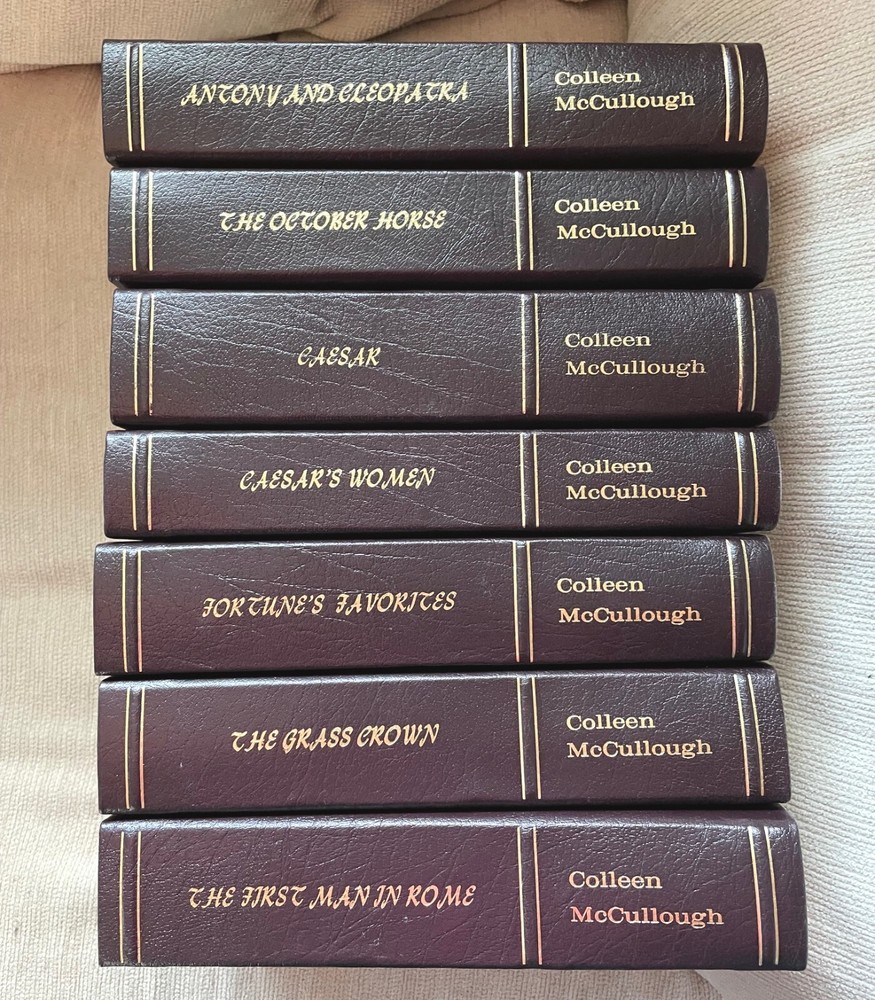 ANTONY AND CLEOPATRA
Colleen
McCullough
THE OCTOBER HORSE
Colleen
McCullough
CAESAR
Colleen
McCullough
CAESAR'S WOMEN
Colleen
McCullough
FORTUNE'S FAVORITES
Colleen
McCullough
THE GRASS CROWN
Colleen
McCullough
THE FIRST MAN IN ROME
Colleen
McCullough